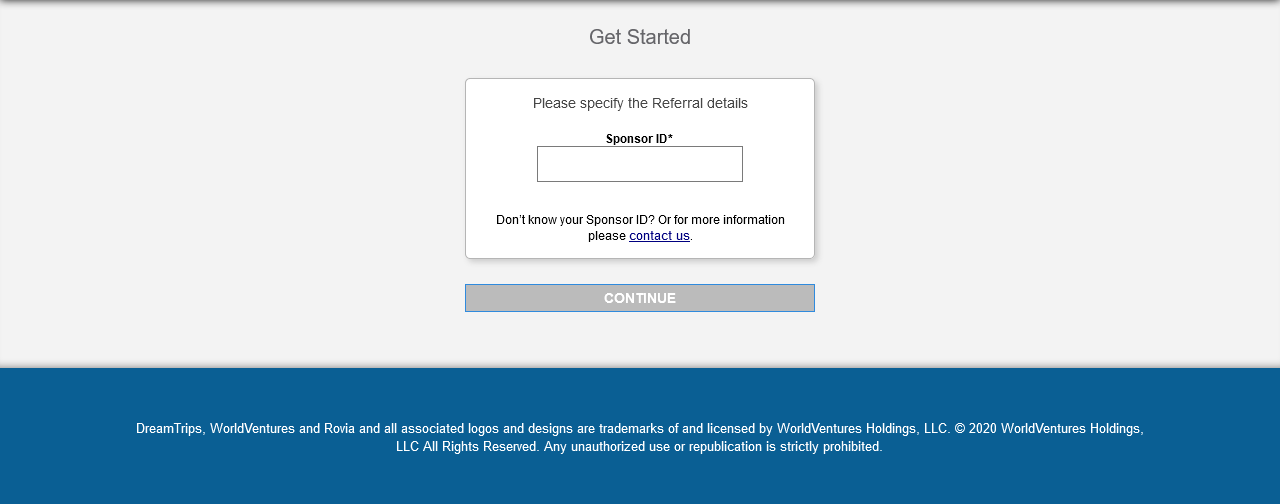 Get Started
Please specify the Referral details
Sponsor ID*
Don't know your Sponsor ID? Or for more information
please contact us.
CONTINUE
DreamTrips, WorldVentures and Rovia and all associated logos and designs are trademarks of and licensed by WorldVentures Holdings, LLC. © 2020 WorldVentures Holdings,
LLC All Rights Reserved. Any unauthorized use or republication is strictly prohibited.